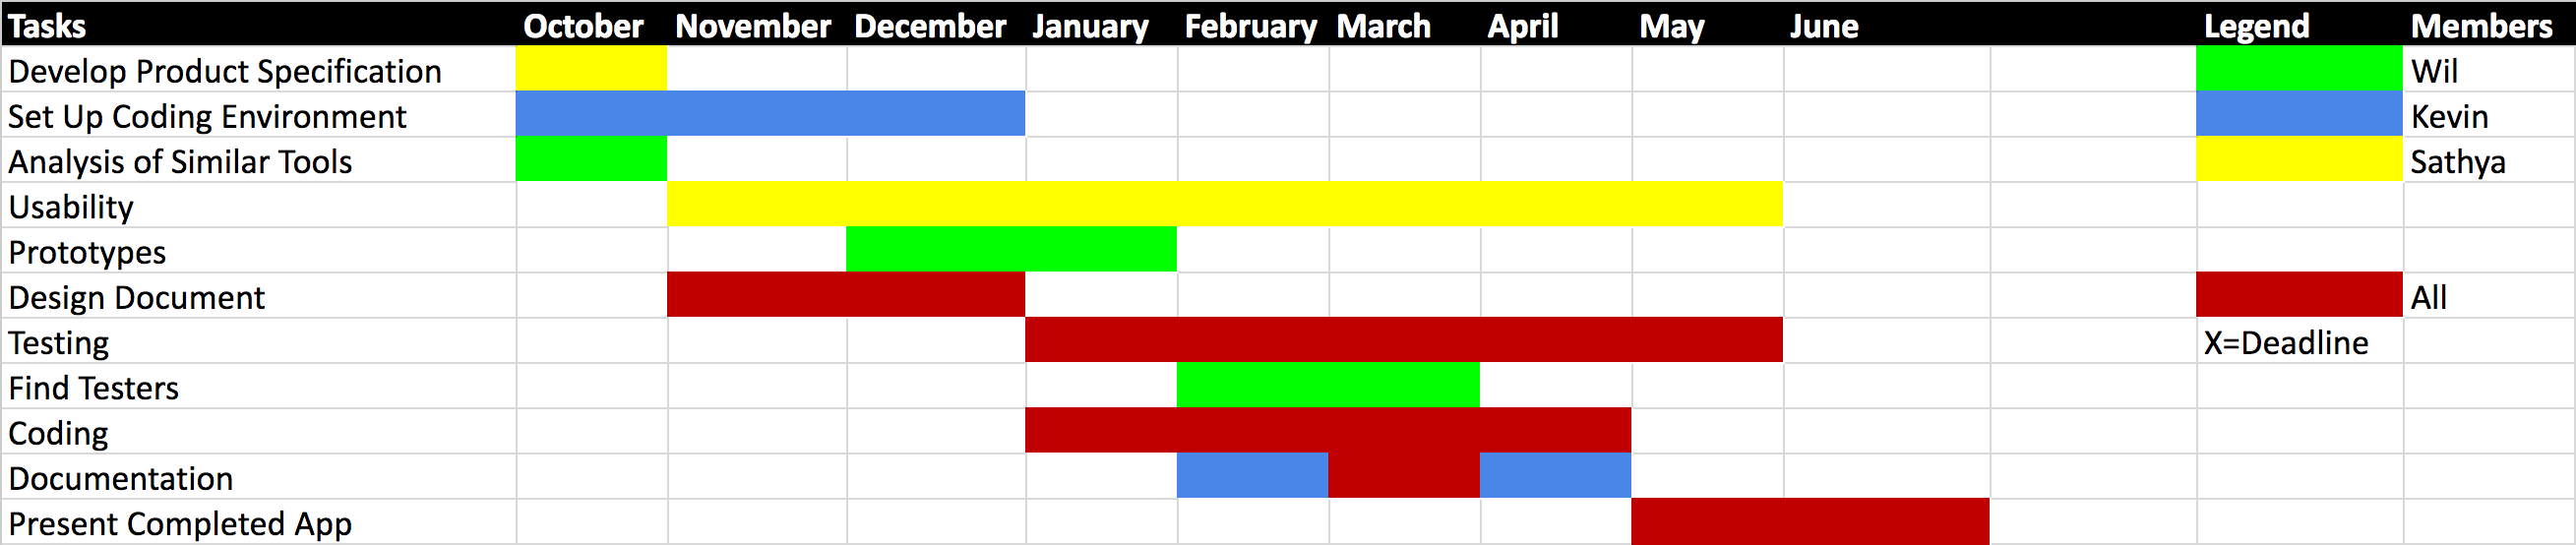 Tasks October November December January February March April May June Legend Members
Develop Product Specification Wil
Set Up Coding Environment Kevin
Analysis of Similar Tools Sathya
Usability
Prototypes
Design Document All
Testing X=Deadline
Find Testers
Coding
Documentation
Present Completed App